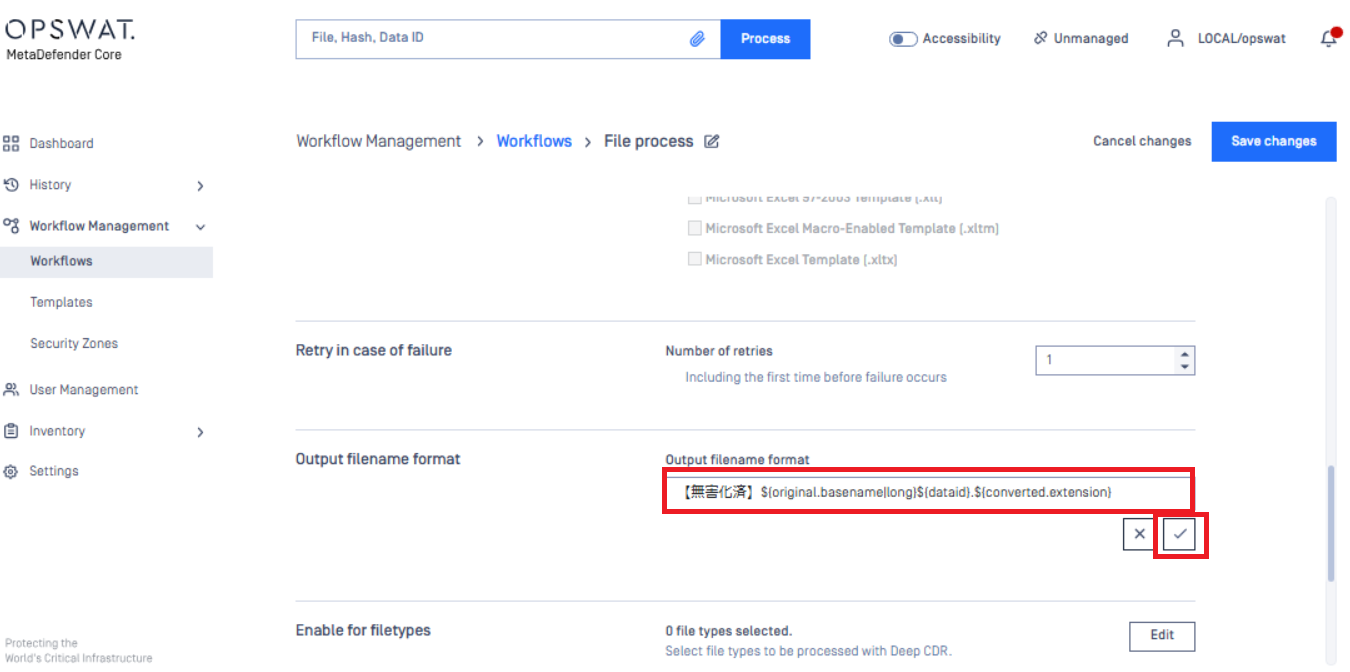 OPSWAT.
MetaDefender Core
File, Hash, Data ID
Process
Accessibility
Unmanaged
LOCAL/opswat
Dashboard
History
Workflow Management
Workflows
Templates
Security Zones
User Management
Inventory
Settings
Protecting the
World's Critical Infrastructure
Workflow Management > Workflows > File process
Cancel changes
Save changes
Microsoft Excel 97-2003 Template (.xlt)
Microsoft Excel Macro-Enabled Template (.xltm)
Microsoft Excel Template (.xltx)
Retry in case of failure
Number of retries
Including the first time before failure occurs
1
Output filename format
Output filename format
【無害化済】${original.basename|long}${dataid}.${converted.extension}
Enable for filetypes
0 file types selected.
Select file types to be processed with Deep CDR.
Edit